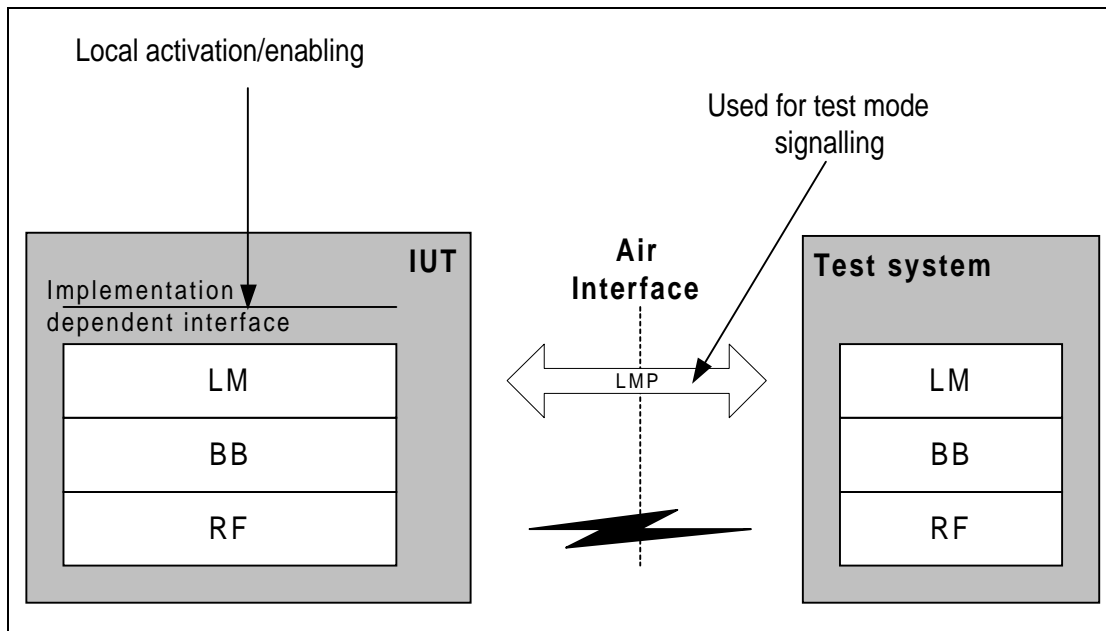 Local activation/enabling
Used for test mode
signalling
IUT
Implementation
dependent interface
LM
BB
RF
Air
Interface
LMP
Test system
LM
BB
RF